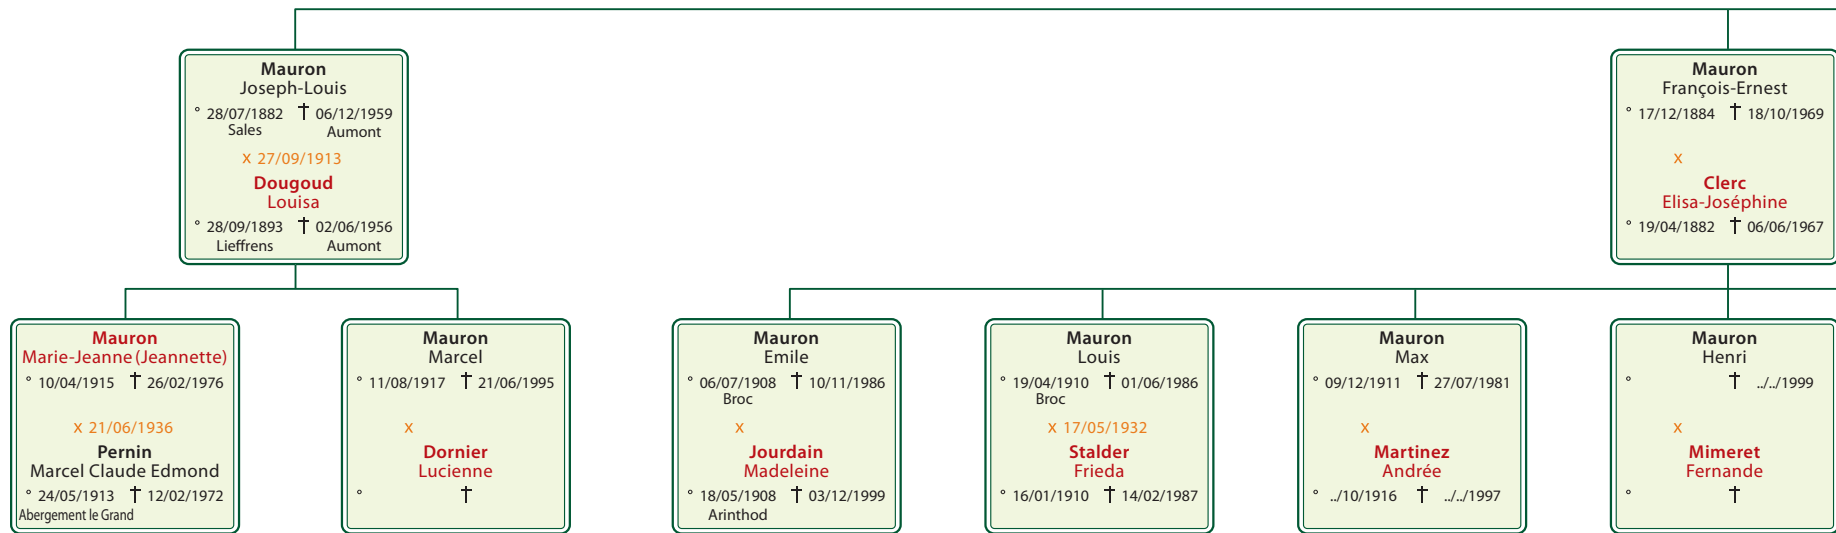 Mauron
Joseph-Louis
° 28/07/1882 † 06/12/1959
Sales Aumont
x 27/09/1913
Dougoud
Louisa
° 28/09/1893 † 02/06/1956
Lieffrens Aumont
Mauron
François-Ernest
° 17/12/1884 † 18/10/1969
x
Clerc
Elisa-Joséphine
° 19/04/1882 † 06/06/1967
Mauron
Marie-Jeanne (Jeannette)
° 10/04/1915 † 26/02/1976
x 21/06/1936
Pernin
Marcel Claude Edmond
° 24/05/1913 † 12/02/1972
Abergement le Grand
Mauron
Marcel
° 11/08/1917 † 21/06/1995
x
Dornier
Lucienne
° †
Mauron
Emile
° 06/07/1908 † 10/11/1986
Broc
x
Jourdain
Madeleine
° 18/05/1908 † 03/12/1999
Arinthod
Mauron
Louis
° 19/04/1910 † 01/06/1986
Broc
x 17/05/1932
Stalder
Frieda
° 16/01/1910 † 14/02/1987
Mauron
Max
° 09/12/1911 † 27/07/1981
x
Martinez
Andrée
° ../10/1916 † ../../1997
Mauron
Henri
° † ../../1999
x
Mimeret
Fernande
° †